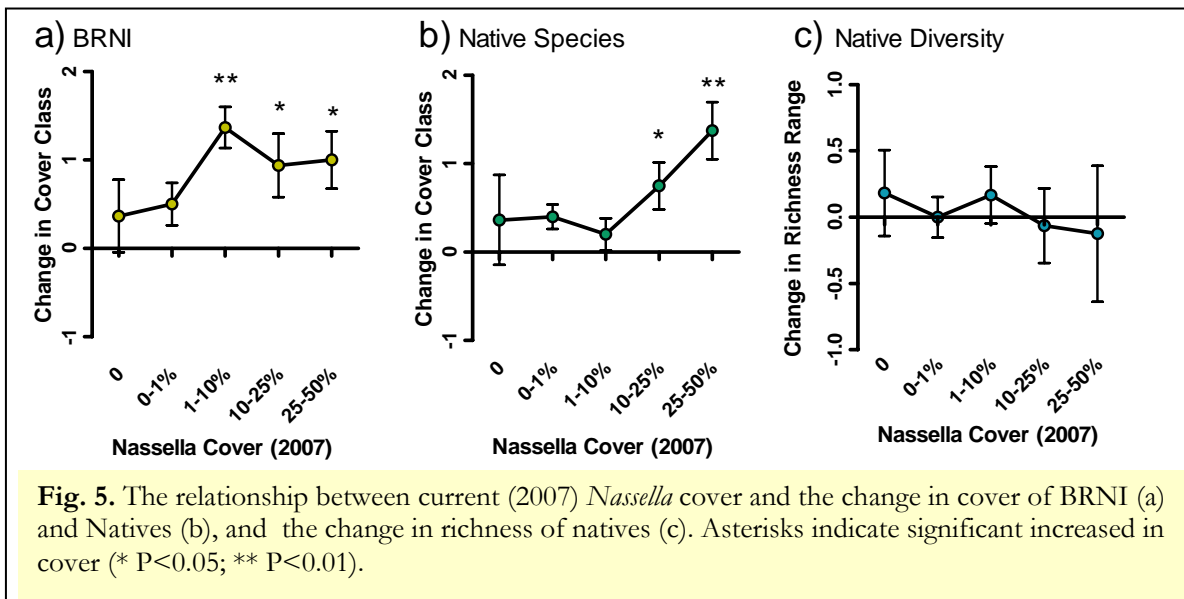 a) BRNI
b) Native Species
c) Native Diversity
Change in Cover Class
2
1
0
-1
**
*
*
0
0-1%
1-10%
10-25%
25-50%
Nassella Cover (2007)
Change in Cover Class
2
1
0
-1
*
**
0
0-1%
1-10%
10-25%
25-50%
Nassella Cover (2007)
Change in Richness Range
1.0
0.5
0.0
-0.5
-1.0
0
0-1%
1-10%
10-25%
25-50%
Nassella Cover (2007)
Fig. 5. The relationship between current (2007) Nassella cover and the change in cover of BRNI (a)
and Natives (b), and the change in richness of natives (c). Asterisks indicate significant increased in
cover (* P<0.05; ** P<0.01).